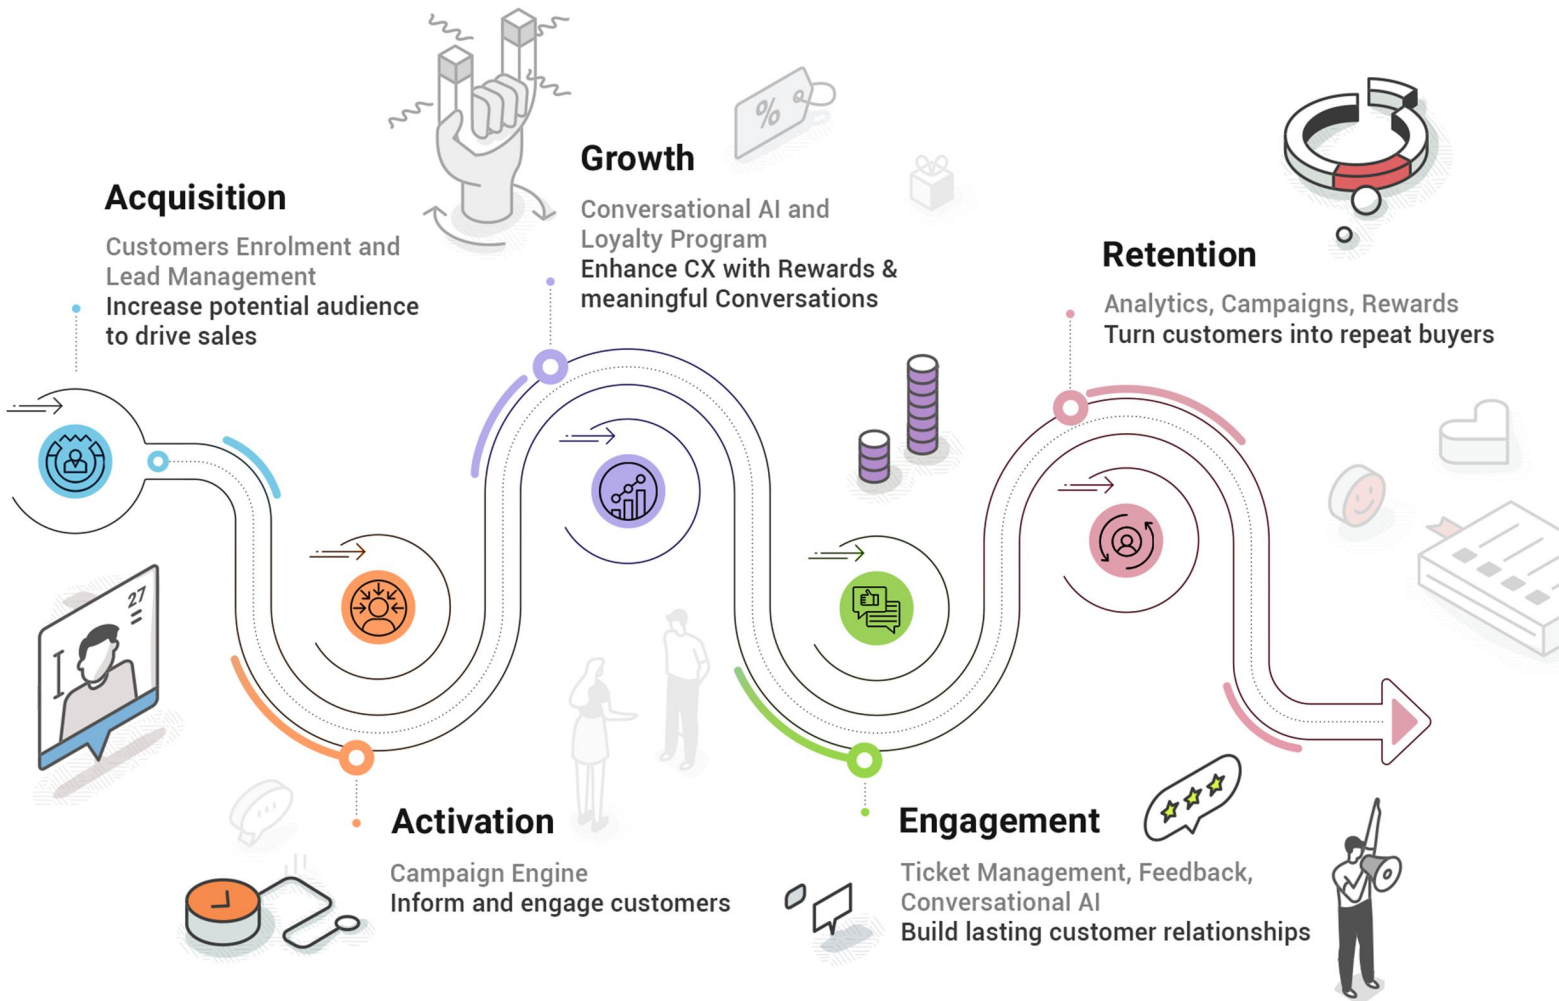 Acquisition
Customers Enrolment and
Lead Management
Increase potential audience
to drive sales
Growth
Conversational AI and
Loyalty Program
Enhance CX with Rewards &
meaningful Conversations
%
Retention
Analytics, Campaigns, Rewards
Turn customers into repeat buyers
27
Activation
Campaign Engine
Inform and engage customers
Engagement
Ticket Management, Feedback,
Conversational AI
Build lasting customer relationships